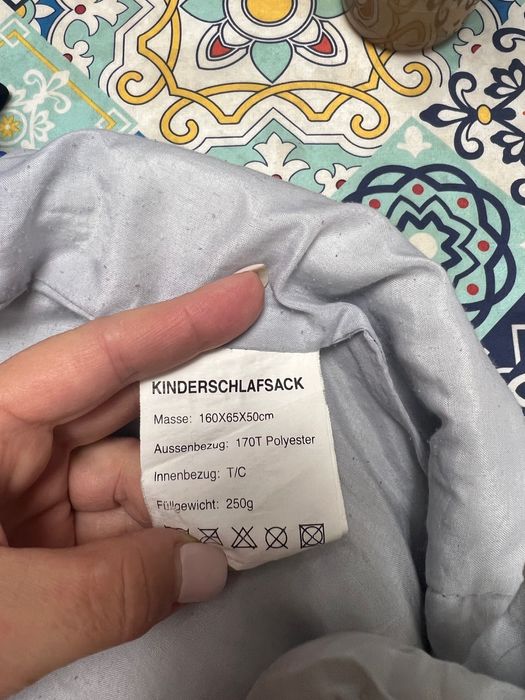 KINDERSCHLAFSACK
Masse: 160X65X50cm
Aussenbezug: 170T Polyester
Innenbezug: T/C
Füllgewicht: 250g